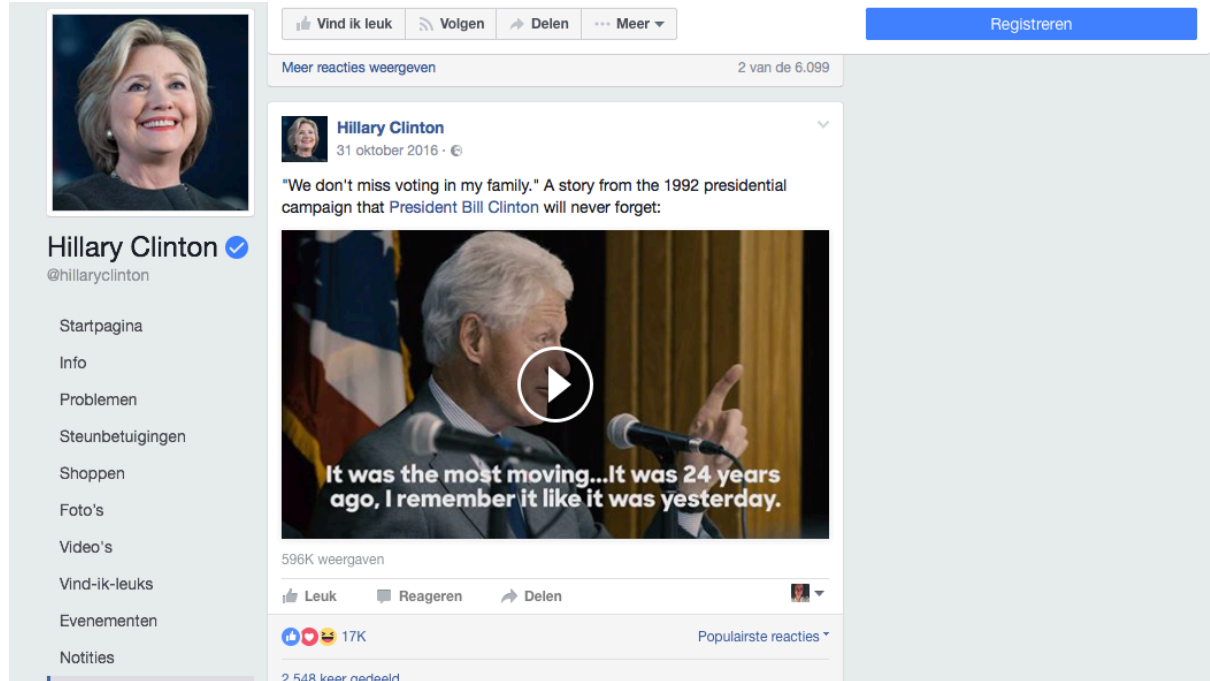 Vind ik leuk
Volgen
Delen
Meer
Registreren
Meer reacties weergeven
2 van de 6.099
Hillary Clinton
31 oktober 2016 ·
"We don't miss voting in my family." A story from the 1992 presidential
campaign that President Bill Clinton will never forget:
It was the most moving...It was 24 years
ago, I remember it like it was yesterday.
596K weergaven
Leuk
Reageren
Delen
17K
Populairste reacties
2.548 keer gedeeld
Hillary Clinton
@hillaryclinton
Startpagina
Info
Problemen
Steunbetuigingen
Shoppen
Foto's
Video's
Vind-ik-leuks
Evenementen
Notities